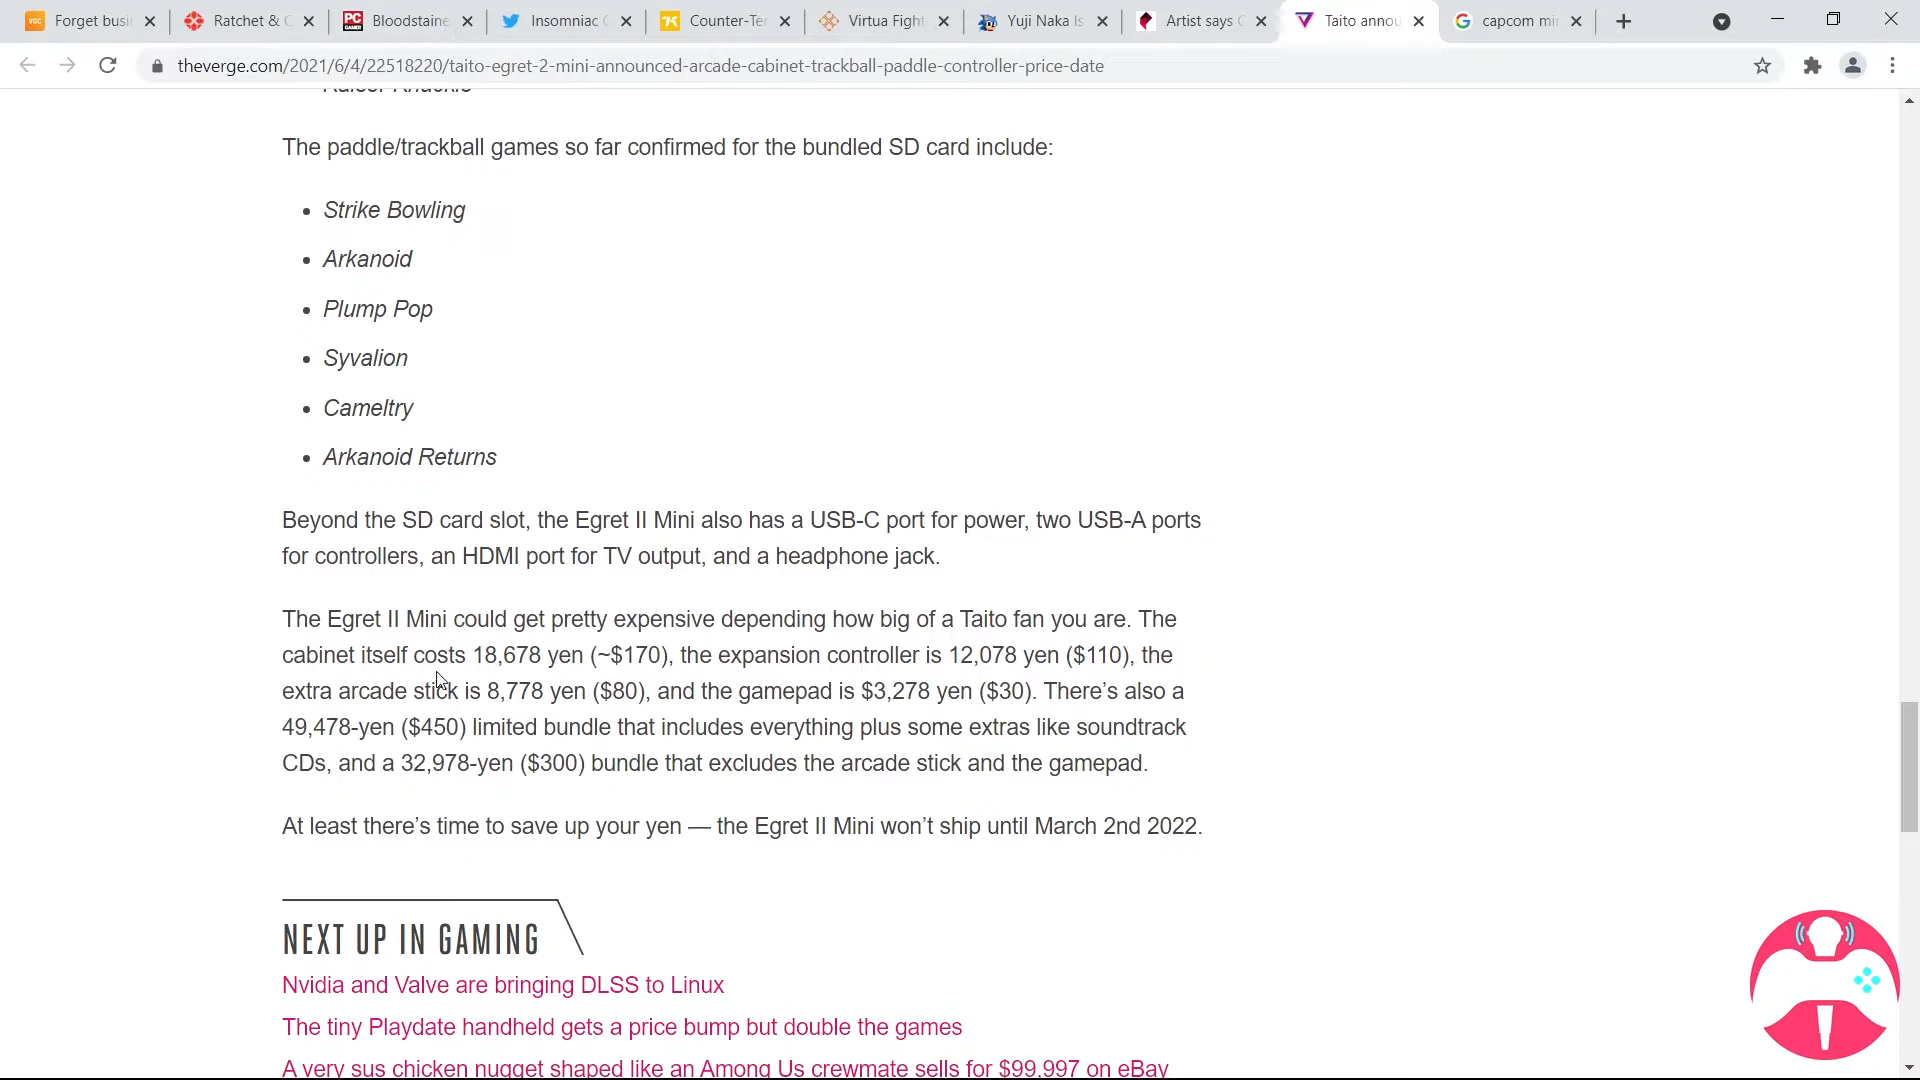 Forget busi
Ratchet & C
Bloodstaine
Insomniac G
Counter-Ter
Virtua Fight
Yuji Naka is
Artist says C
Taito annou
capcom mi
theverge.com/2021/6/4/22518220/taito-egret-2-mini-announced-arcade-cabinet-trackball-paddle-controller-price-date
The paddle/trackball games so far confirmed for the bundled SD card include:
• Strike Bowling
• Arkanoid
• Plump Pop
• Syvalion
• Cameltry
• Arkanoid Returns
Beyond the SD card slot, the Egret II Mini also has a USB-C port for power, two USB-A ports
for controllers, an HDMI port for TV output, and a headphone jack.
The Egret II Mini could get pretty expensive depending how big of a Taito fan you are. The
cabinet itself costs 18,678 yen (~$170), the expansion controller is 12,078 yen ($110), the
extra arcade stick is 8,778 yen ($80), and the gamepad is $3,278 yen ($30). There's also a
49,478-yen ($450) limited bundle that includes everything plus some extras like soundtrack
CDs, and a 32,978-yen ($300) bundle that excludes the arcade stick and the gamepad.
At least there's time to save up your yen — the Egret II Mini won't ship until March 2nd 2022.
NEXT UP IN GAMING
Nvidia and Valve are bringing DLSS to Linux
The tiny Playdate handheld gets a price bump but double the games
A very sus chicken nugget shaped like an Among Us crewmate sells for $99,997 on eBay